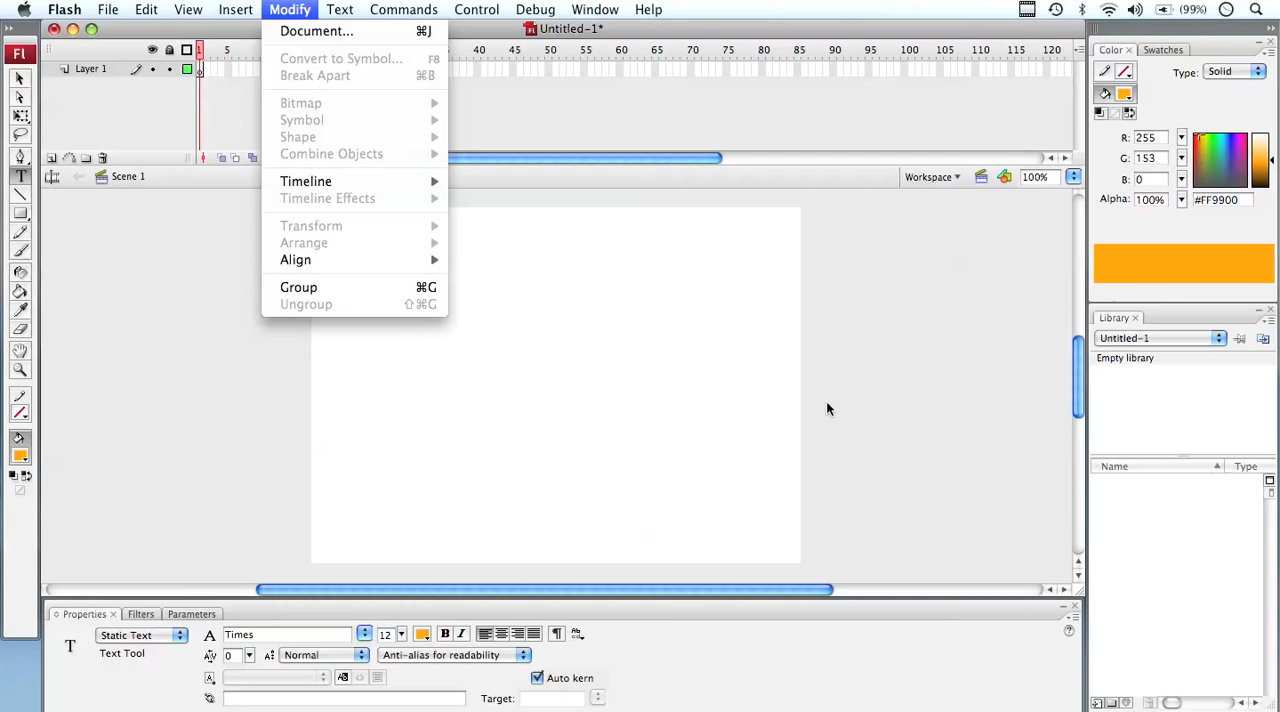 Flash File Edit View Insert Modify Text Commands Control Debug Window Help (99%)
Untitled-1*
Document... ⌘J
Convert to Symbol... F8
Break Apart ⌘B
Bitmap
Symbol
Shape
Combine Objects
Timeline
Timeline Effects
Transform
Arrange
Align
Group ⌘G
Ungroup ⇧⌘G
Fl
1 5 40 45 50 55 60 65 70 75 80 85 90 95 100 105 110 115 120
Layer 1
Scene 1
Workspace 100%
Color Swatches
Type: Solid
R: 255
G: 153
B: 0
Alpha: 100% #FF9900
Library
Untitled-1
Empty library
Name Type
Properties Filters Parameters
T Static Text A Times 12 B I
Text Tool
0 Normal Anti-alias for readability
Auto kern
Target: